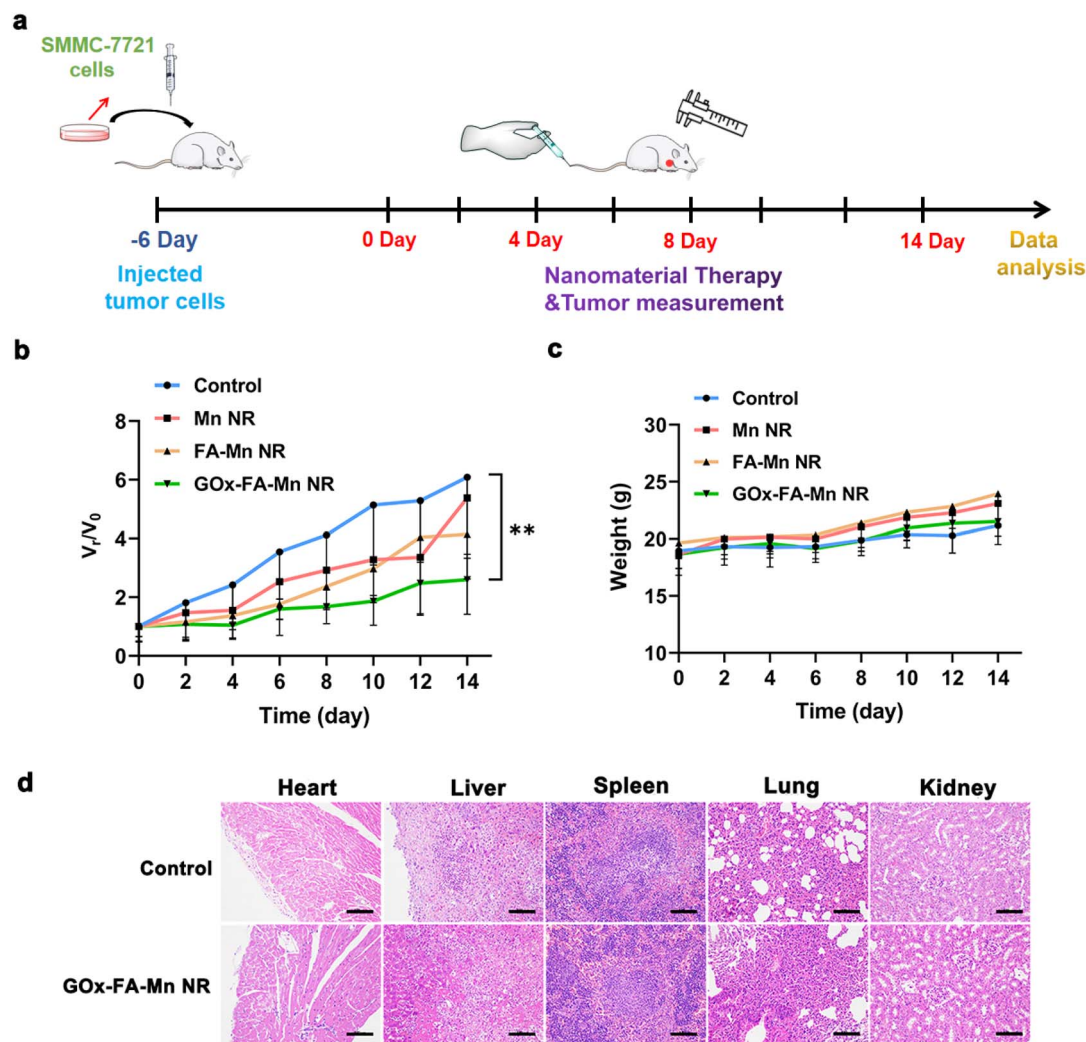 a
SMMC-7721
cells
-6 Day
0 Day
4 Day
8 Day
14 Day
Data
analysis
Injected
tumor cells
Nanomaterial Therapy
&Tumor measurement
b
Control
Mn NR
FA-Mn NR
GOx-FA-Mn NR
8
6
4
2
0
Vr/V0
**
0 2 4 6 8 10 12 14
Time (day)
c
Control
Mn NR
FA-Mn NR
GOx-FA-Mn NR
30
25
20
15
10
Weight (g)
0 2 4 6 8 10 12 14
Time (day)
d
Heart Liver Spleen Lung Kidney
Control
GOx-FA-Mn NR